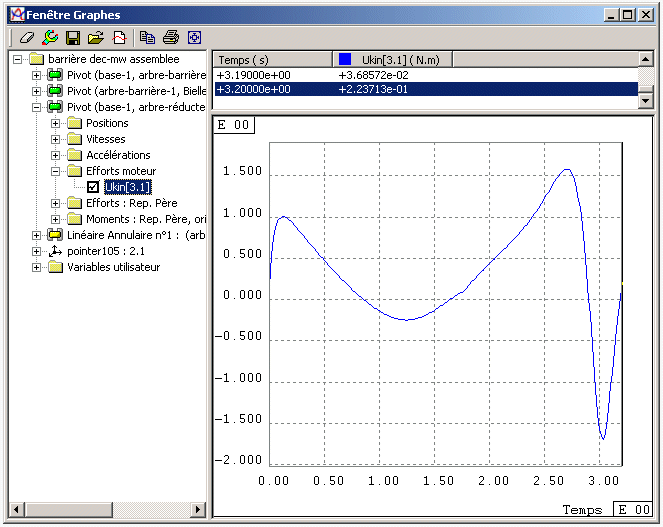 Fenêtre Graphes
barrière dec-mw assemblee
Pivot (base-1, arbre-barrière
Pivot (arbre-barrière-1, Bielle
Pivot (base-1, arbre-réducte
Positions
Vitesses
Accélérations
Efforts moteur
Ukin[3.1]
Efforts : Rep. Père
Moments : Rep. Père, ori
Linéaire Annulaire n°1 : (arb
pointer105 : 2.1
Variables utilisateur
Temps ( s) Ukin[3.1] ( N.m)
+3.19000e+00 +3.68572e-02
+3.20000e+00 +2.23713e-01
E 00
1.500
1.000
0.500
0.000
-0.500
-1.000
-1.500
-2.000
0.00 0.50 1.00 1.50 2.00 2.50 3.00
Temps E 00